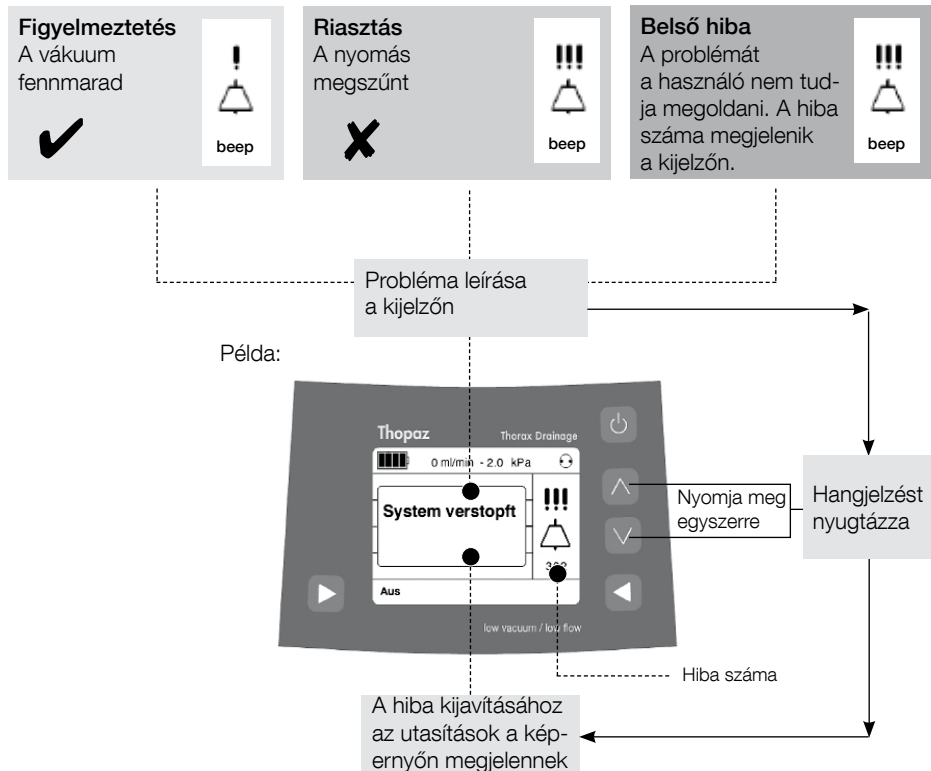 Figyelmeztetés
A vákuum
fennmarad
!
beep
Riasztás
A nyomás
megszűnt
!!!
beep
Belső hiba
A problémát
a használó nem tud-
ja megoldani. A hiba
száma megjelenik
a kijelzőn.
!!!
beep
Probléma leírása
a kijelzőn
Példa:
Thopaz
Thorax Drainage
0 ml/min - 2.0 kPa
System verstopft
!!!
Aus
low vacuum / low flow
Nyomja meg
egyszerre
Hangjelzést
nyugtázza
Hiba száma
A hiba kijavításához
az utasítások a kép-
ernyőn megjelennek